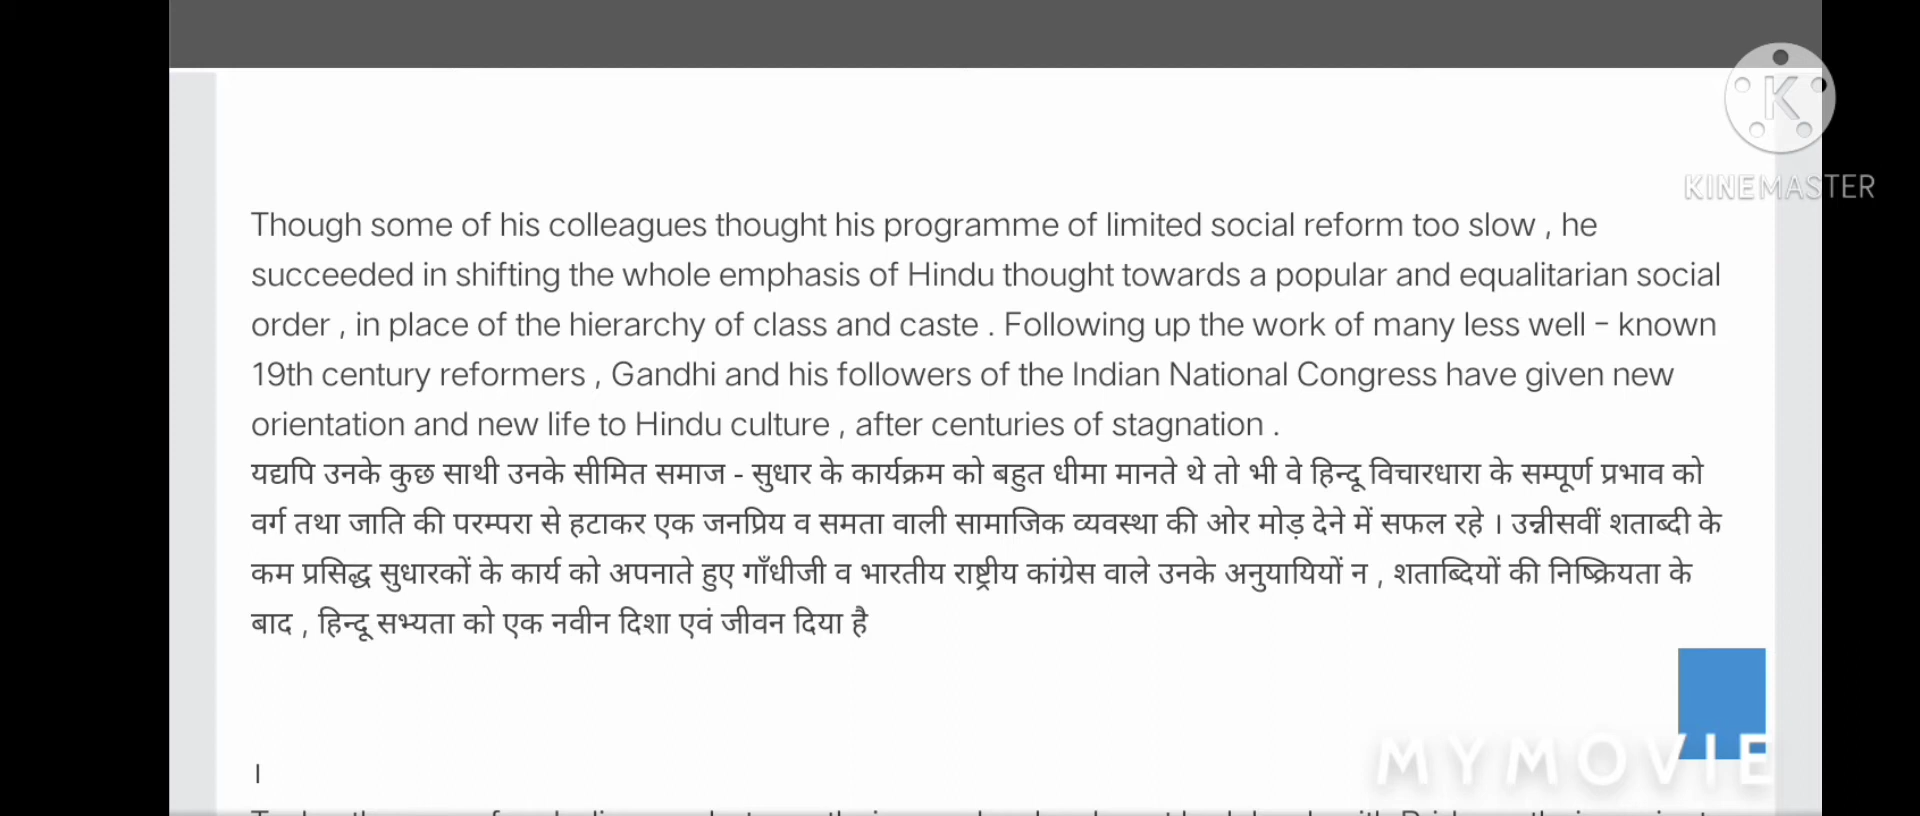 K
KINEMASTER
Though some of his colleagues thought his programme of limited social reform too slow , he
succeeded in shifting the whole emphasis of Hindu thought towards a popular and equalitarian social
order , in place of the hierarchy of class and caste . Following up the work of many less well - known
19th century reformers , Gandhi and his followers of the Indian National Congress have given new
orientation and new life to Hindu culture , after centuries of stagnation .
यद्यपि उनके कुछ साथी उनके सीमित समाज - सुधार के कार्यक्रम को बहुत धीमा मानते थे तो भी वे हिन्दू विचारधारा के सम्पूर्ण प्रभाव को
वर्ग तथा जाति की परम्परा से हटाकर एक जनप्रिय व समता वाली सामाजिक व्यवस्था की ओर मोड़ देने में सफल रहे । उन्नीसवीं शताब्दी के
कम प्रसिद्ध सुधारकों के कार्य को अपनाते हुए गाँधीजी व भारतीय राष्ट्रीय कांग्रेस वाले उनके अनुयायियों न , शताब्दियों की निष्क्रियता के
बाद , हिन्दू सभ्यता को एक नवीन दिशा एवं जीवन दिया है
MYMOVIE
I